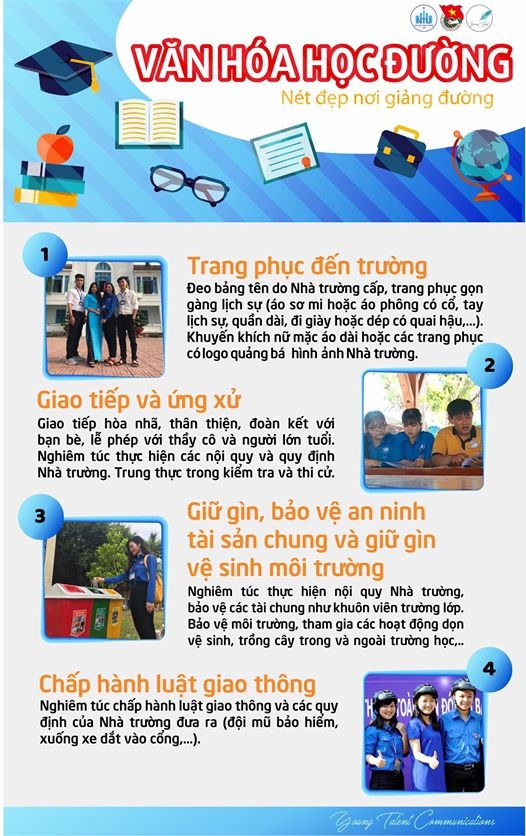 VĂN HÓA HỌC ĐƯỜNG
Nét đẹp nơi giảng đường
1
Trang phục đến trường
Đeo bảng tên do Nhà trường cấp, trang phục gọn
gàng lịch sự (áo sơ mi hoặc áo phông có cổ, tay
lịch sự, quần dài, đi giày hoặc dép có quai hậu,...).
Khuyến khích nữ mặc áo dài hoặc các trang phục
có logo quảng bá hình ảnh Nhà trường.
2
Giao tiếp và ứng xử
Giao tiếp hòa nhã, thân thiện, đoàn kết với
bạn bè, lễ phép với thầy cô và người lớn tuổi.
Nghiêm túc thực hiện các nội quy và quy định
Nhà trường. Trung thực trong kiểm tra và thi cử.
3
Giữ gìn, bảo vệ an ninh
tài sản chung và giữ gìn
vệ sinh môi trường
Nghiêm túc thực hiện nội quy Nhà trường,
bảo vệ các tài chung như khuôn viên trường lớp.
Bảo vệ môi trường, tham gia các hoạt động dọn
vệ sinh, trồng cây trong và ngoài trường học,..
4
Chấp hành luật giao thông
Nghiêm túc chấp hành luật giao thông và các quy
định của Nhà trường đưa ra (đội mũ bảo hiểm,
xuống xe dắt vào cổng,...).
Young Talent Communications